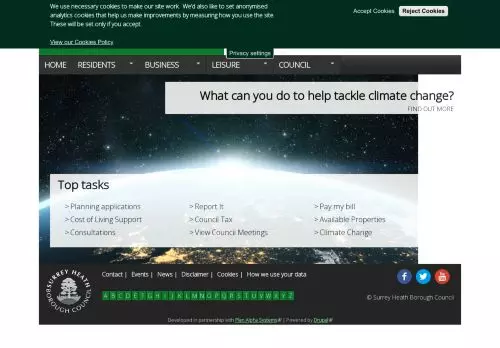 We use necessary cookies to make our site work. We'd also like to set anonymised
analytics cookies that help us make improvements by measuring how you use the site.
These will be set only if you accept.
Accept Cookies
Reject Cookies
View our Cookies Policy
Privacy settings
HOME RESIDENTS BUSINESS LEISURE COUNCIL
What can you do to help tackle climate change?
FIND OUT MORE
Top tasks
> Planning applications > Report It > Pay my bill
> Cost of Living Support > Council Tax > Available Properties
> Consultations > View Council Meetings > Climate Change
SURREY HEATH BOROUGH COUNCIL
Contact | Events | News | Disclaimer | Cookies | How we use your data
A B C D E F G H I J K L M N O P Q R S T U V W X Y Z
© Surrey Heath Borough Council
Developed in partnership with Plan Alpha Systems | Powered by Drupal